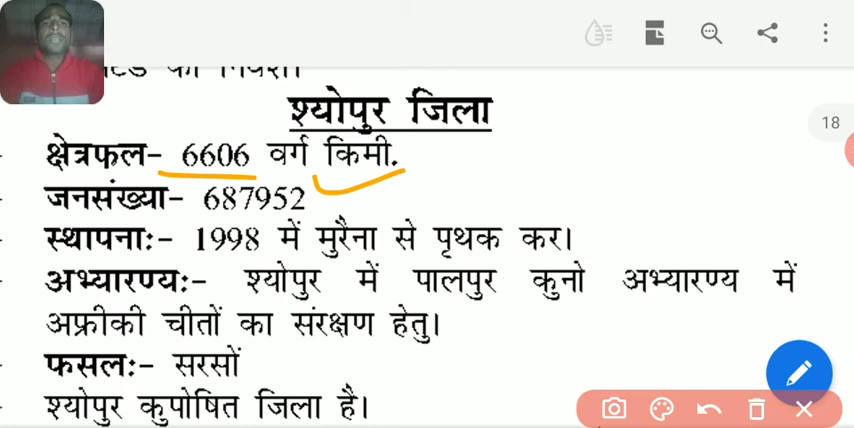 श्योपुर जिला
18
- क्षेत्रफल- 6606 वर्ग किमी.
- जनसंख्या- 687952
- स्थापनाः- 1998 में मुरैना से पृथक कर।
- अभ्यारण्यः- श्योपुर में पालपुर कुनो अभ्यारण्य में
अफ्रीकी चीतों का संरक्षण हेतु।
- फसलः- सरसों
- श्योपुर कुपोषित जिला है।